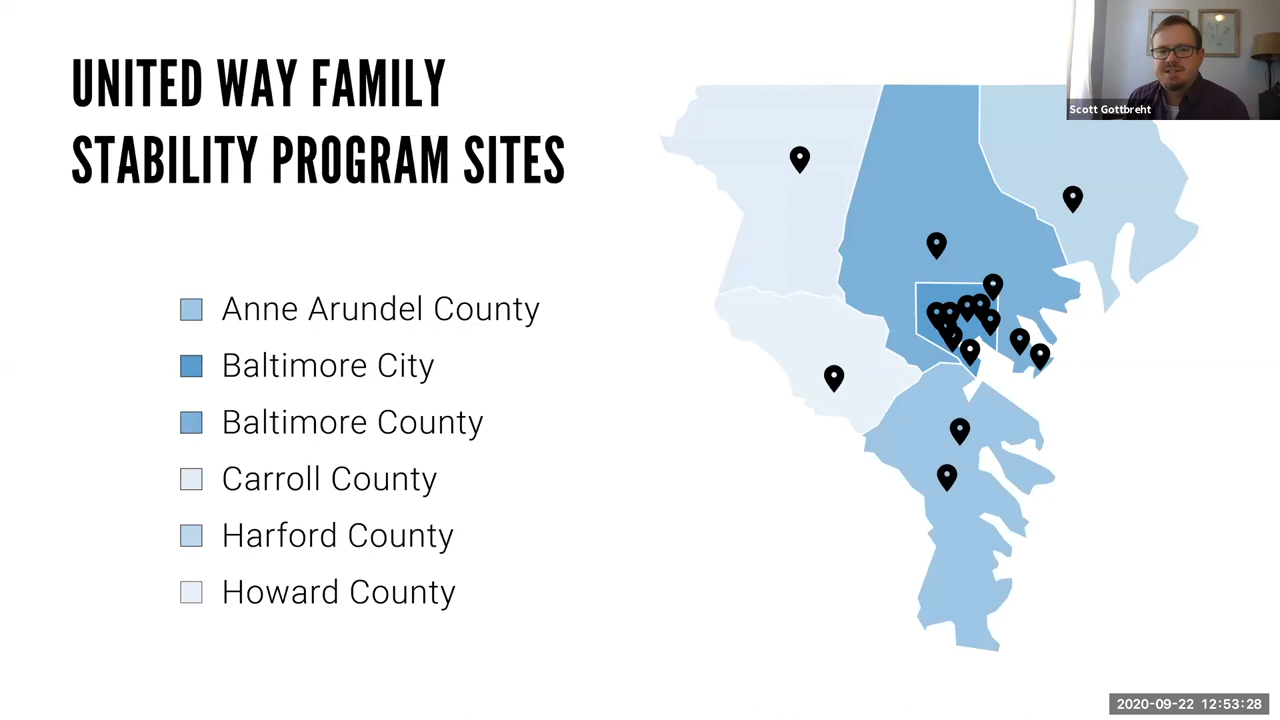 UNITED WAY FAMILY
STABILITY PROGRAM SITES
Scott Gottbreht
Anne Arundel County
Baltimore City
Baltimore County
Carroll County
Harford County
Howard County
2020-09-22 12:53:28